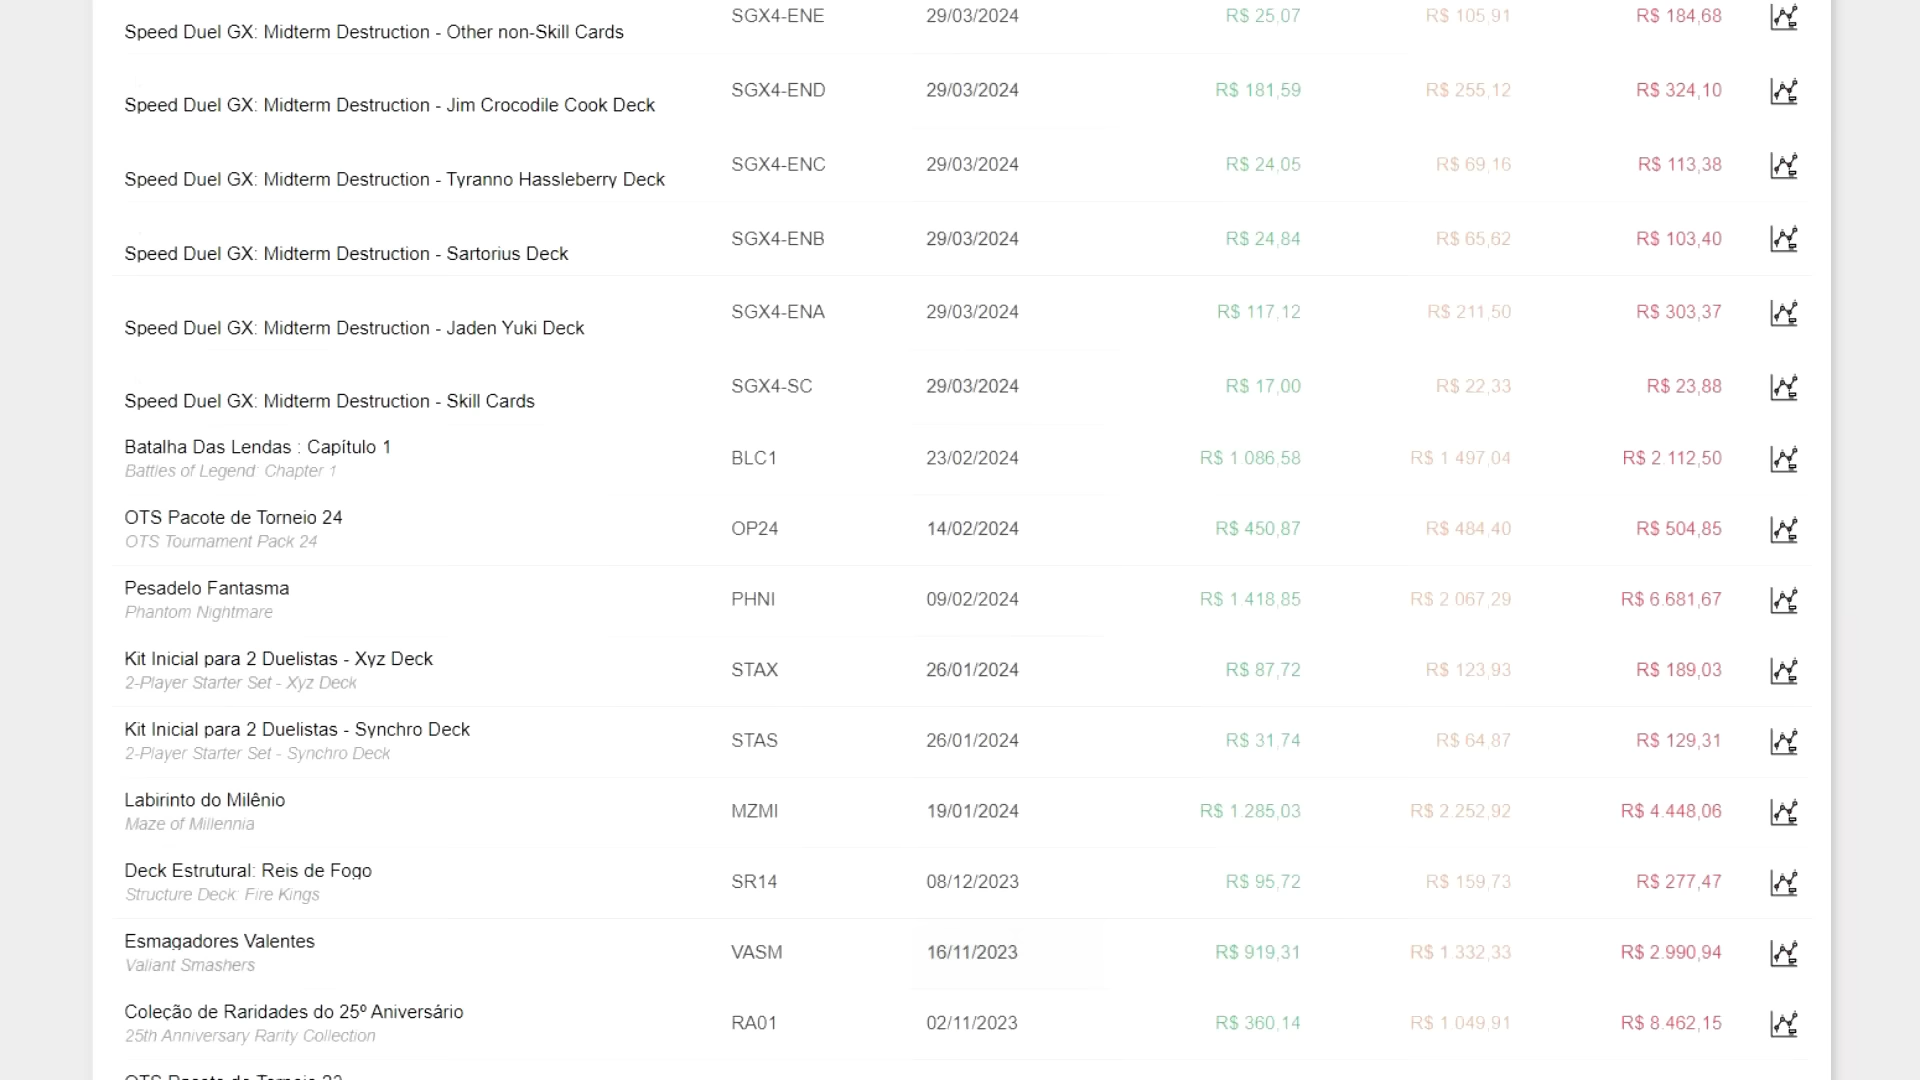 Speed Duel GX: Midterm Destruction - Other non-Skill Cards SGX4-ENE 29/03/2024 R$ 25,07 R$ 105,91 R$ 184,68
Speed Duel GX: Midterm Destruction - Jim Crocodile Cook Deck SGX4-END 29/03/2024 R$ 181,59 R$ 255,12 R$ 324,10
Speed Duel GX: Midterm Destruction - Tyranno Hassleberry Deck SGX4-ENC 29/03/2024 R$ 24,05 R$ 69,16 R$ 113,38
Speed Duel GX: Midterm Destruction - Sartorius Deck SGX4-ENB 29/03/2024 R$ 24,84 R$ 65,62 R$ 103,40
Speed Duel GX: Midterm Destruction - Jaden Yuki Deck SGX4-ENA 29/03/2024 R$ 117,12 R$ 211,50 R$ 303,37
Speed Duel GX: Midterm Destruction - Skill Cards SGX4-SC 29/03/2024 R$ 17,00 R$ 22,33 R$ 23,88
Batalha Das Lendas : Capítulo 1 BLC1 23/02/2024 R$ 1.086,58 R$ 1.497,04 R$ 2.112,50
Battles of Legend: Chapter 1
OTS Pacote de Torneio 24 OP24 14/02/2024 R$ 450,87 R$ 484,40 R$ 504,85
OTS Tournament Pack 24
Pesadelo Fantasma PHNI 09/02/2024 R$ 1.418,85 R$ 2.067,29 R$ 6.681,67
Phantom Nightmare
Kit Inicial para 2 Duelistas - Xyz Deck STAX 26/01/2024 R$ 87,72 R$ 123,93 R$ 189,03
2-Player Starter Set - Xyz Deck
Kit Inicial para 2 Duelistas - Synchro Deck STAS 26/01/2024 R$ 31,74 R$ 64,87 R$ 129,31
2-Player Starter Set - Synchro Deck
Labirinto do Milênio MZMI 19/01/2024 R$ 1.285,03 R$ 2.252,92 R$ 4.448,06
Maze of Millennia
Deck Estrutural: Reis de Fogo SR14 08/12/2023 R$ 95,72 R$ 159,73 R$ 277,47
Structure Deck: Fire Kings
Esmagadores Valentes VASM 16/11/2023 R$ 919,31 R$ 1.332,33 R$ 2.990,94
Valiant Smashers
Coleção de Raridades do 25º Aniversário RA01 02/11/2023 R$ 360,14 R$ 1.049,91 R$ 8.462,15
25th Anniversary Rarity Collection